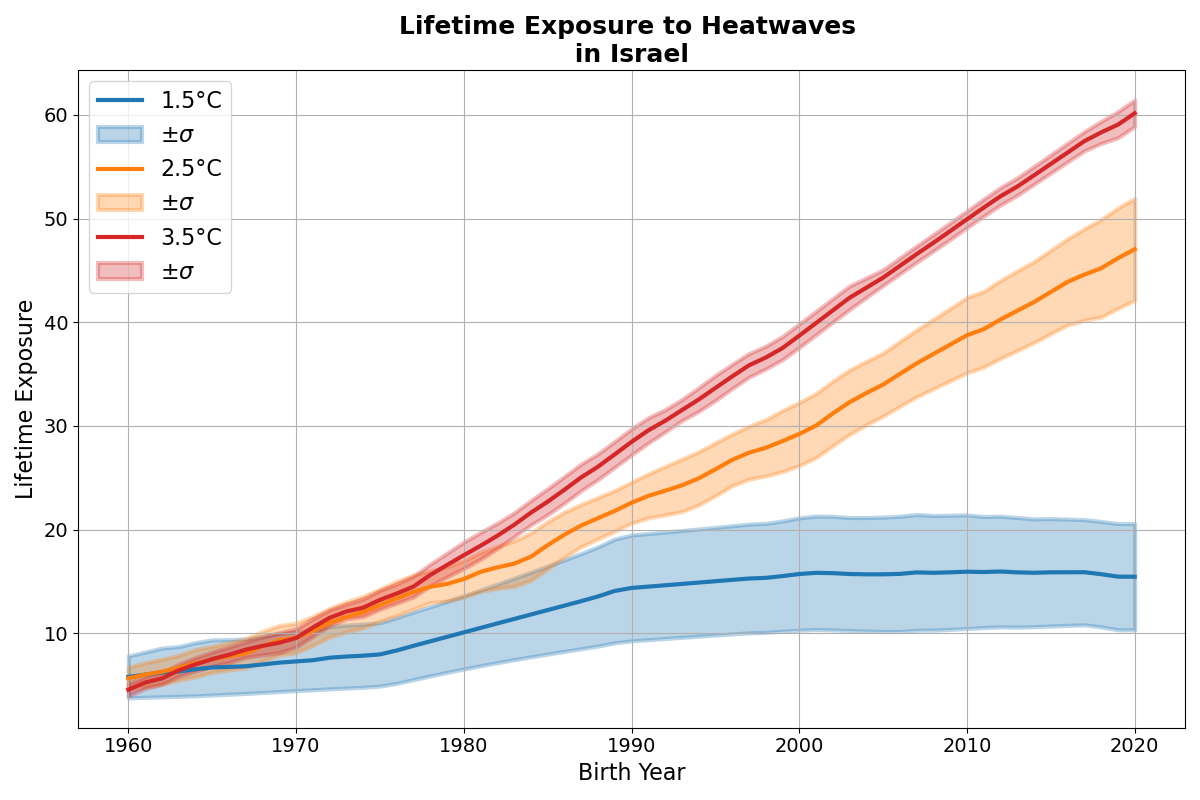 Lifetime Exposure to Heatwaves
in Israel
1.5°C
±σ
2.5°C
±σ
3.5°C
±σ
Lifetime Exposure
60
50
40
30
20
10
1960 1970 1980 1990 2000 2010 2020
Birth Year